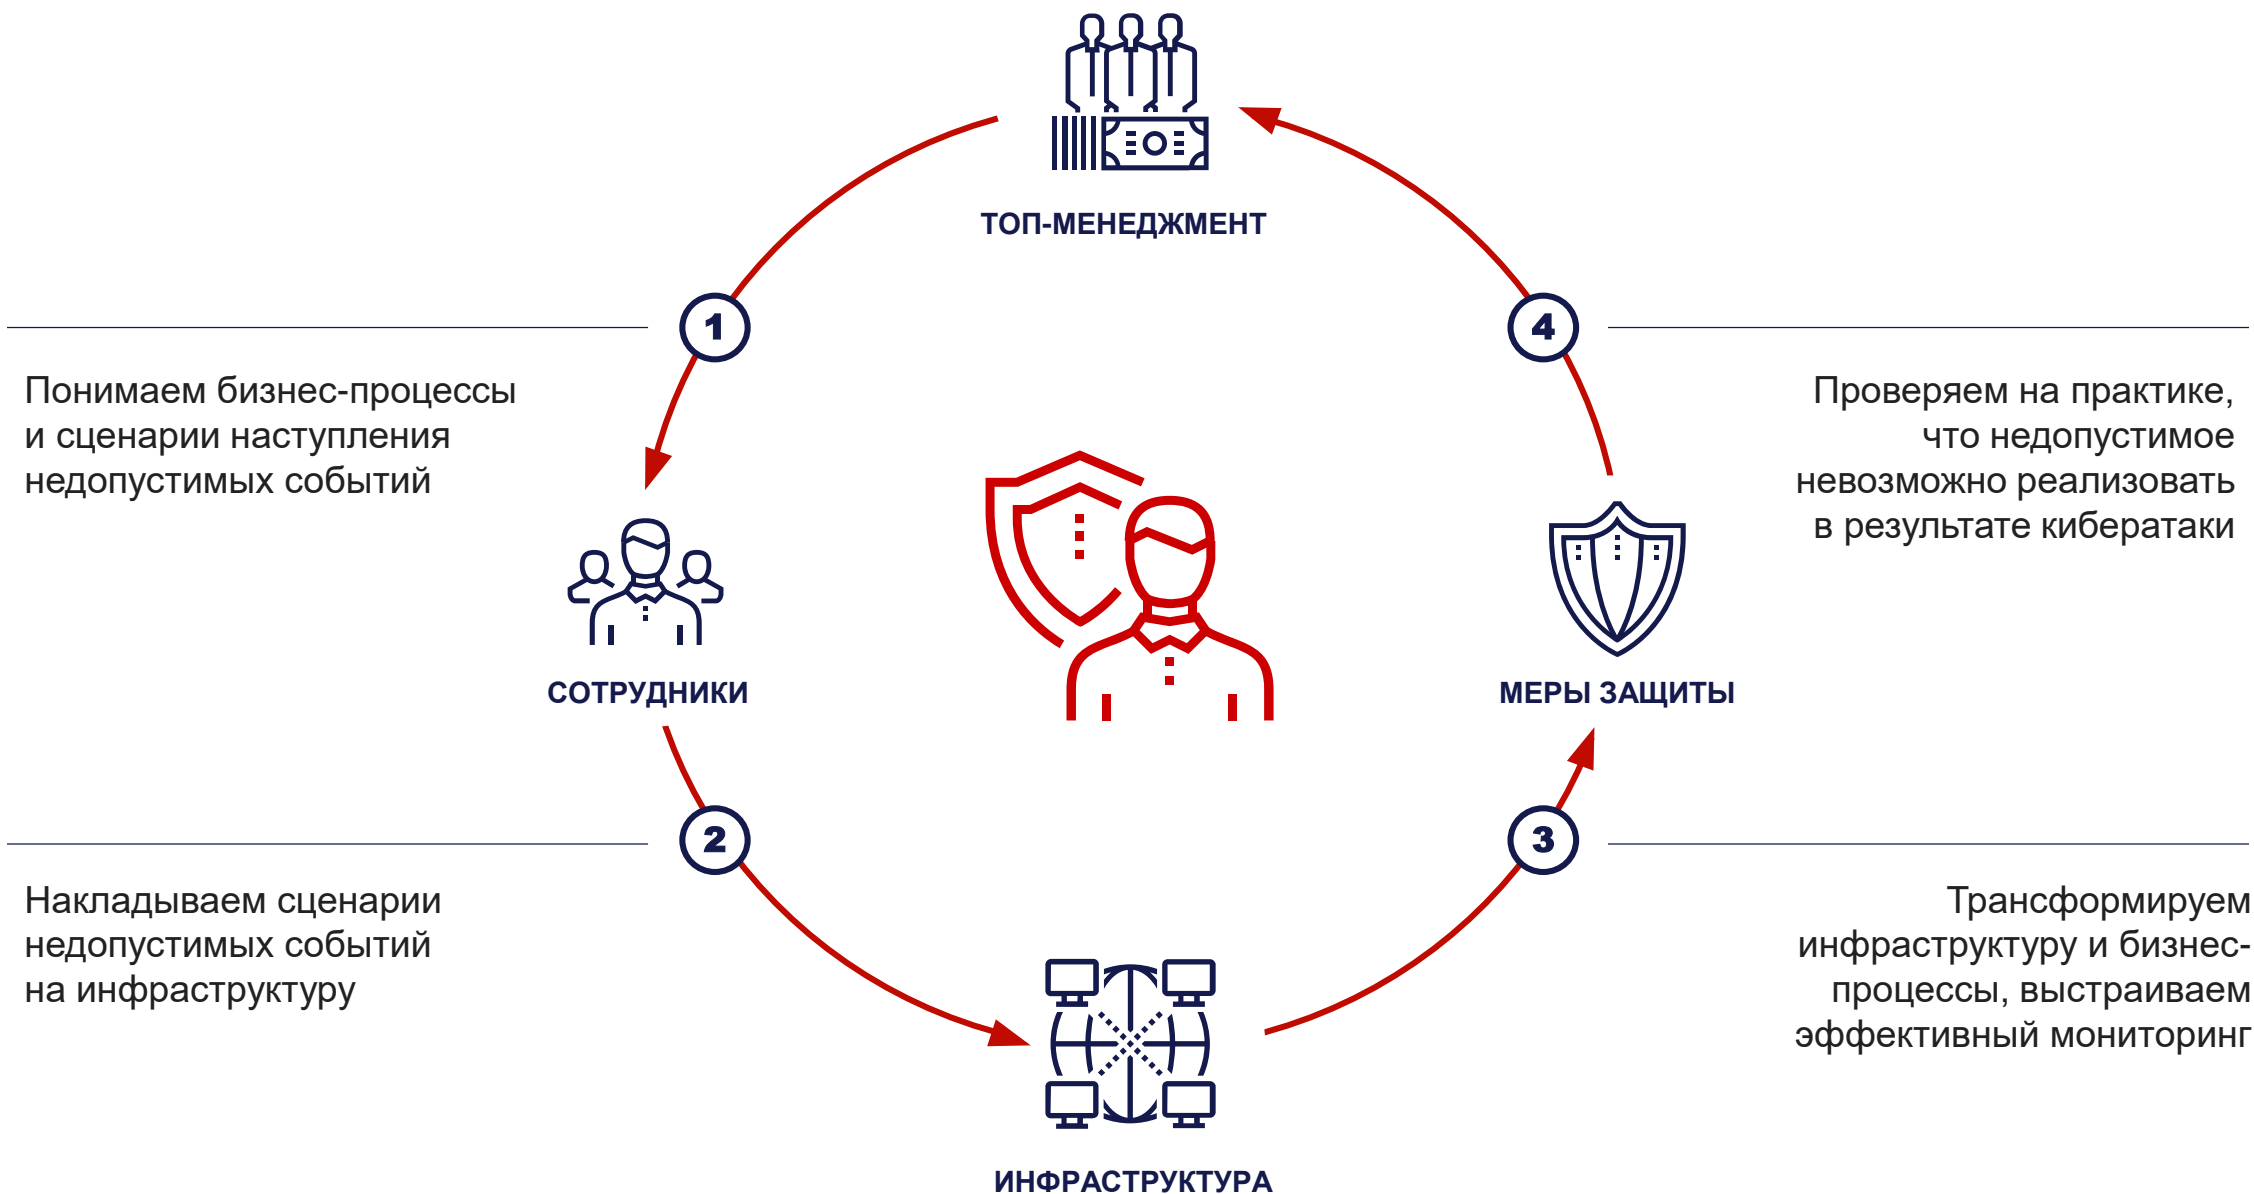 ТОП-МЕНЕДЖМЕНТ
1
Понимаем бизнес-процессы
и сценарии наступления
недопустимых событий
4
Проверяем на практике,
что недопустимое
невозможно реализовать
в результате кибератаки
СОТРУДНИКИ
МЕРЫ ЗАЩИТЫ
2
Накладываем сценарии
недопустимых событий
на инфраструктуру
3
Трансформируем
инфраструктуру и бизнес-
процессы, выстраиваем
эффективный мониторинг
ИНФРАСТРУКТУРА